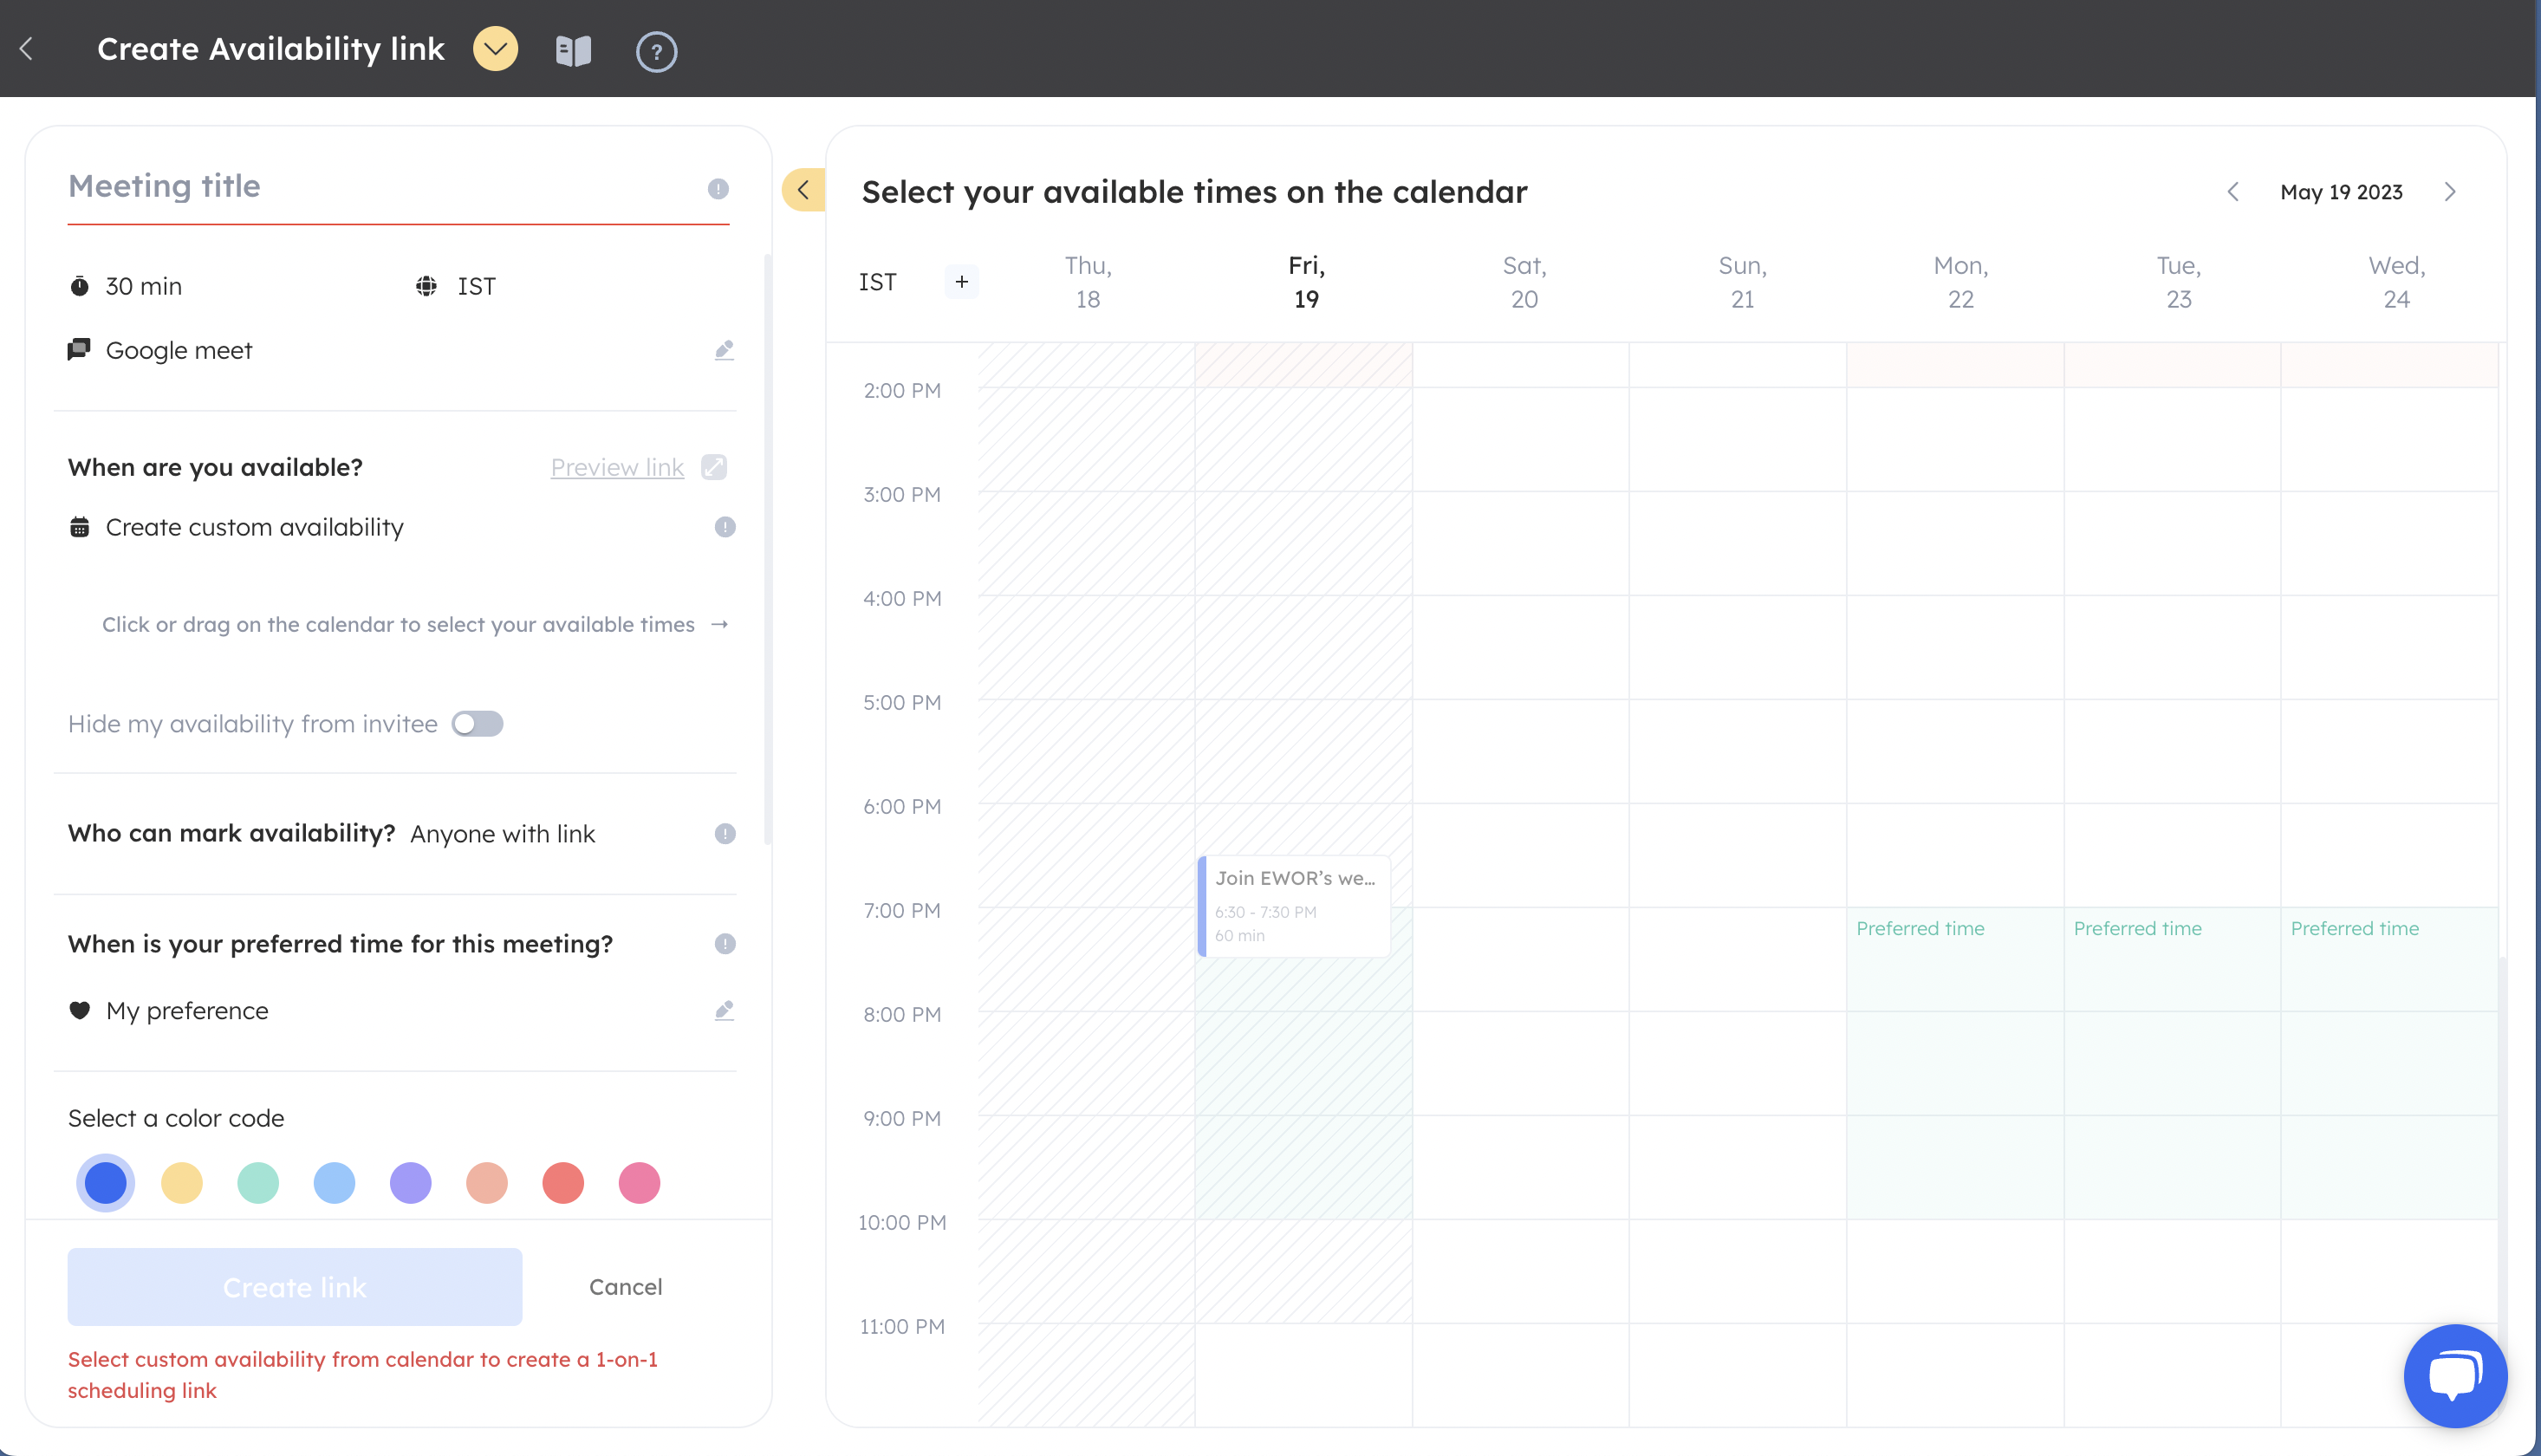 Create Availability link
?
Meeting title
30 min
IST
Google meet
When are you available?
Preview link
Create custom availability
Click or drag on the calendar to select your available times →
Hide my availability from invitee
Who can mark availability? Anyone with link
When is your preferred time for this meeting?
My preference
Select a color code
Create link
Cancel
Select custom availability from calendar to create a 1-on-1
scheduling link
Select your available times on the calendar
May 19 2023
IST
+
Thu,
18
Fri,
19
Sat,
20
Sun,
21
Mon,
22
Tue,
23
Wed,
24
2:00 PM
3:00 PM
4:00 PM
5:00 PM
6:00 PM
Join EWOR’s we...
6:30 - 7:30 PM
60 min
7:00 PM
Preferred time
Preferred time
Preferred time
8:00 PM
9:00 PM
10:00 PM
11:00 PM